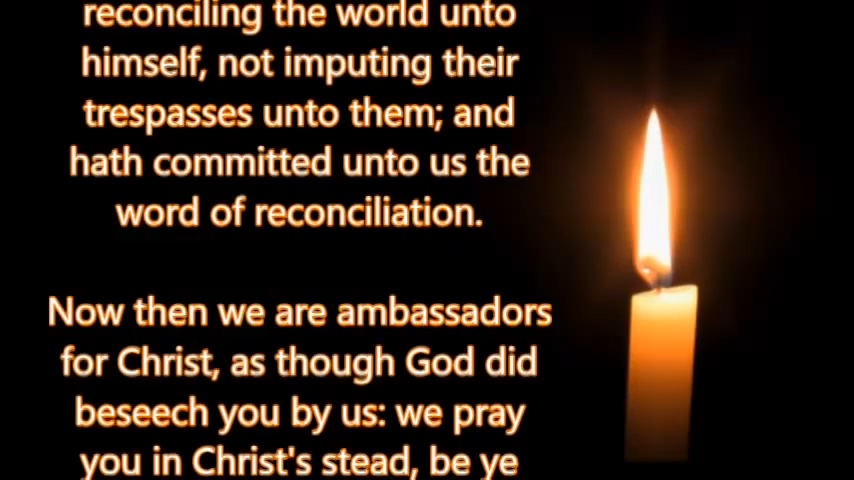 reconciling the world unto
himself, not imputing their
trespasses unto them; and
hath committed unto us the
word of reconciliation.
Now then we are ambassadors
for Christ, as though God did
beseech you by us: we pray
you in Christ's stead, be ye